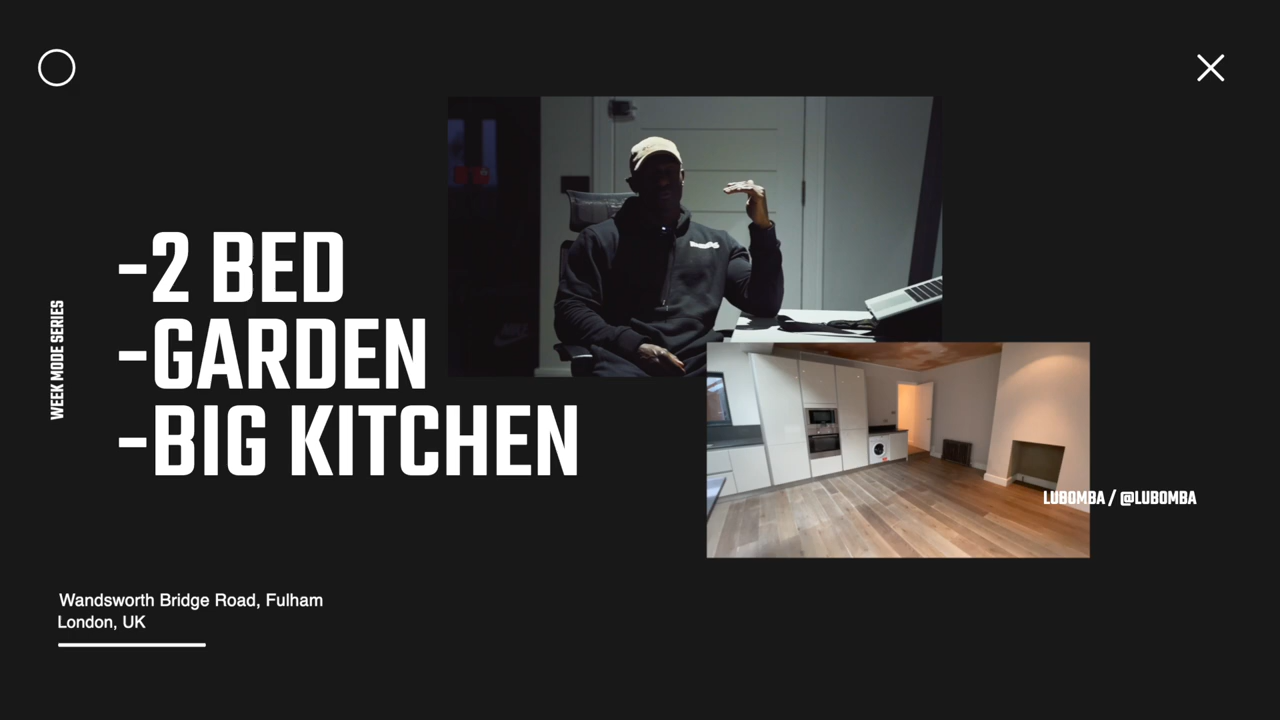 -2 BED
-GARDEN
-BIG KITCHEN
WEEK MODE SERIES
LUBOMBA / @LUBOMBA
Wandsworth Bridge Road, Fulham
London, UK